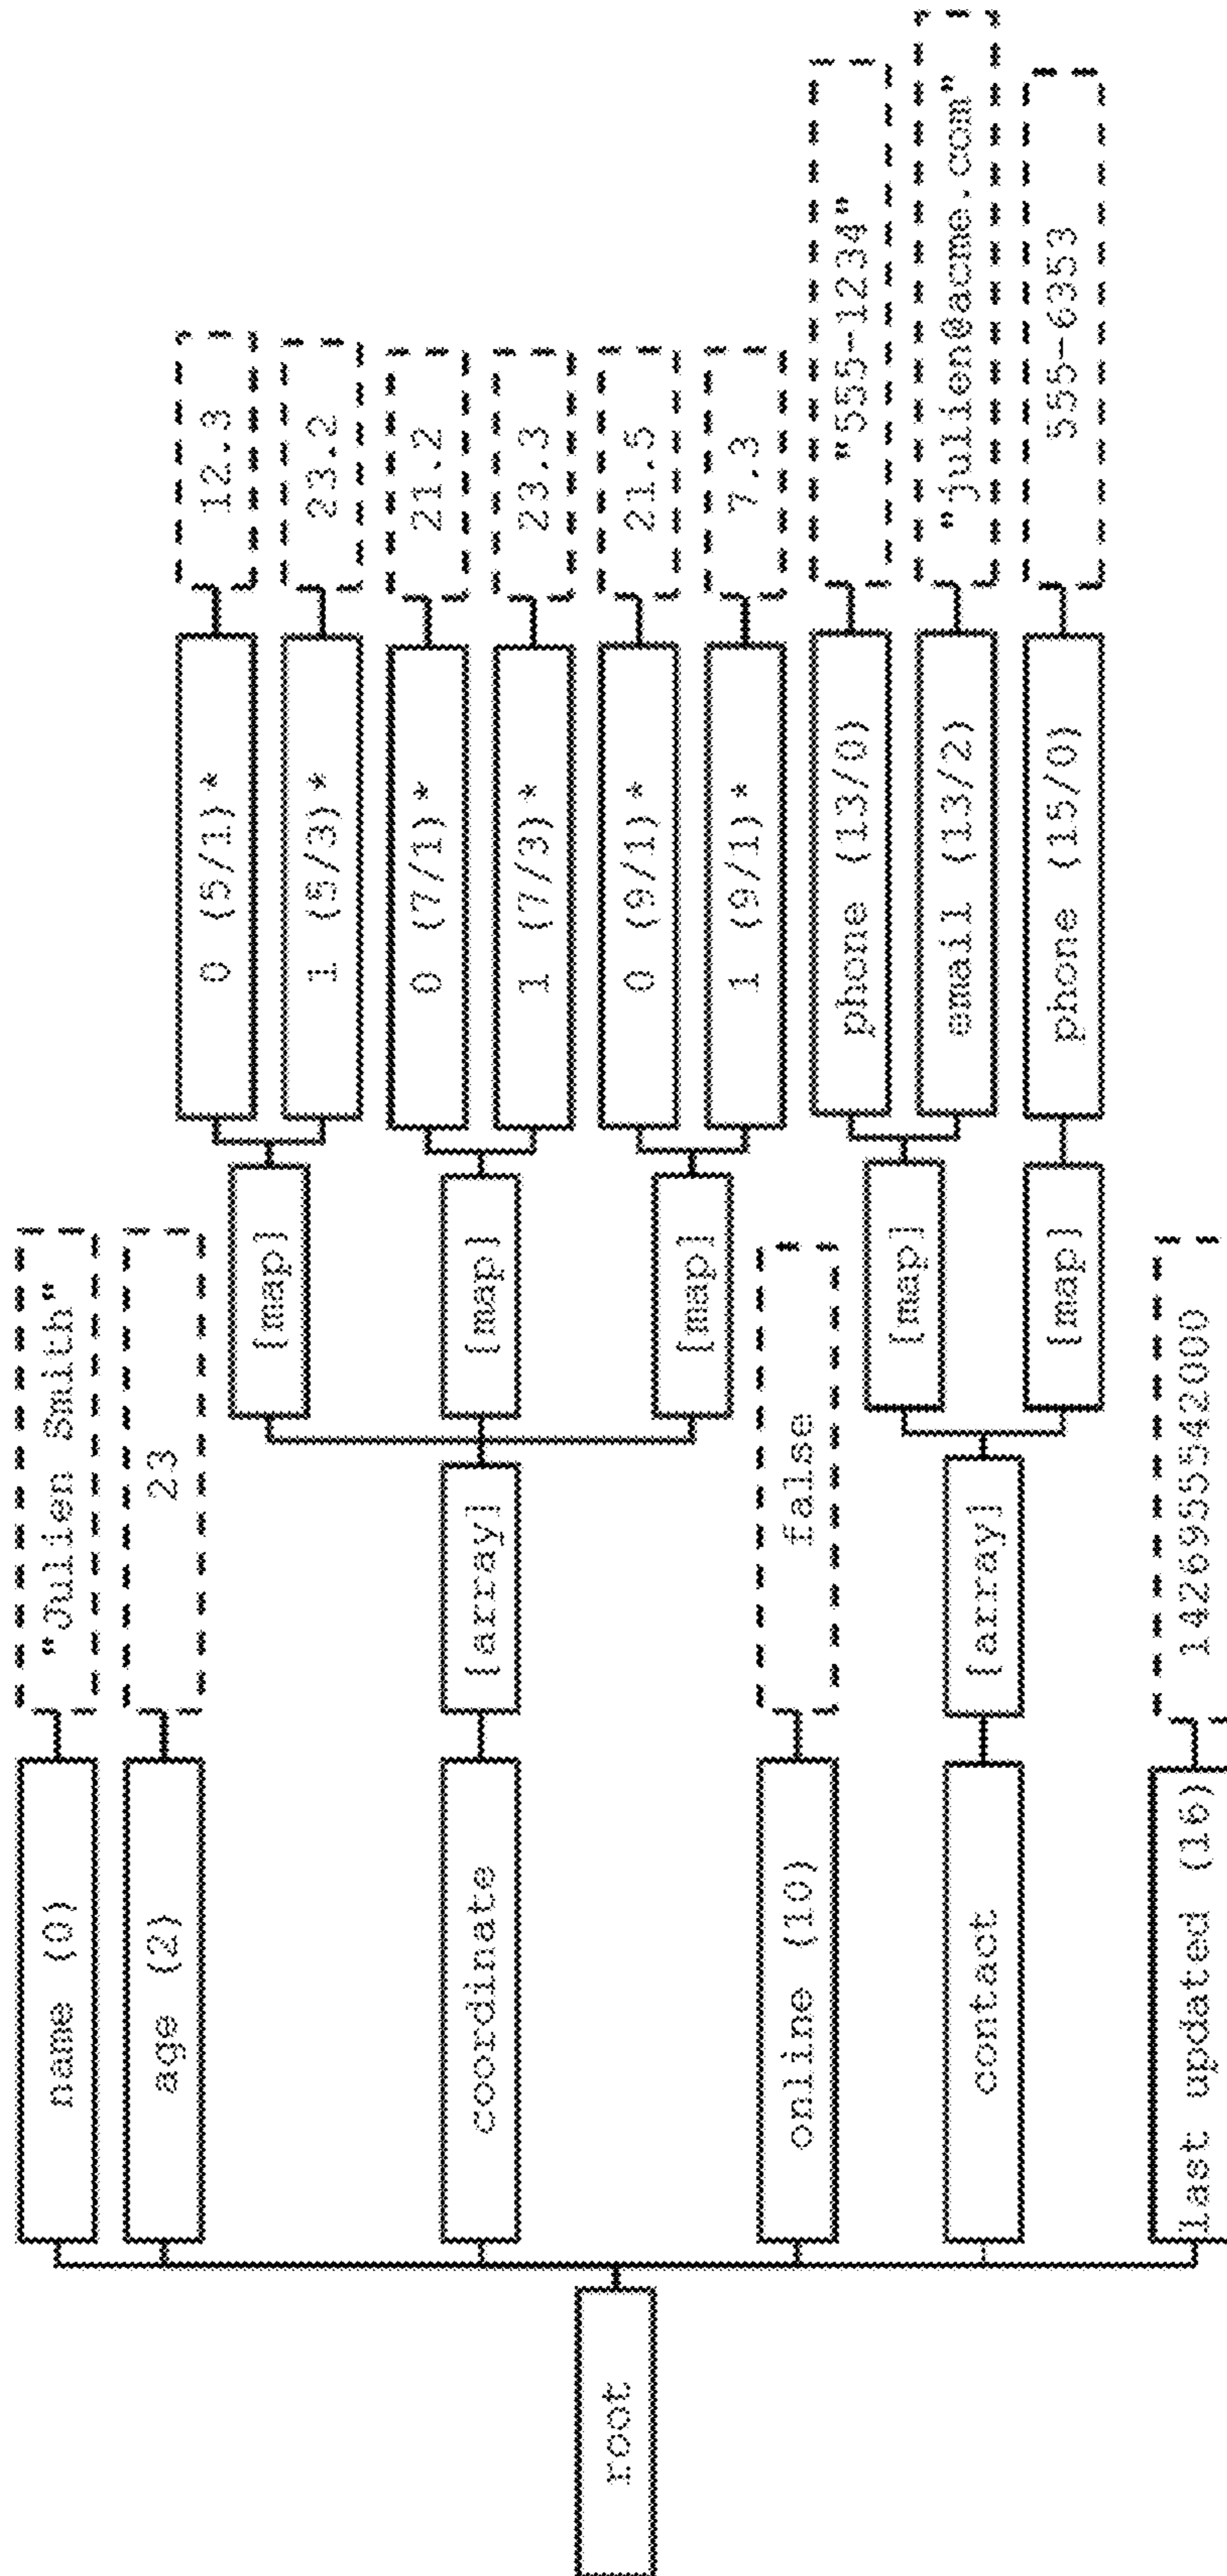 root
name (0)
"Julien Smith"
age (2)
23
coordinate
[array]
[map]
0 (5/1)*
12.3
1 (5/3)*
23.2
[map]
0 (7/1)*
21.2
1 (7/3)*
23.3
[map]
0 (9/1)*
21.5
1 (9/1)*
7.3
online (10)
false
contact
[array]
[map]
phone (13/0)
"555-1234"
email (13/2)
"julien@acme.com"
[map]
phone (15/0)
555-6353
last updated (16)
1426955542000